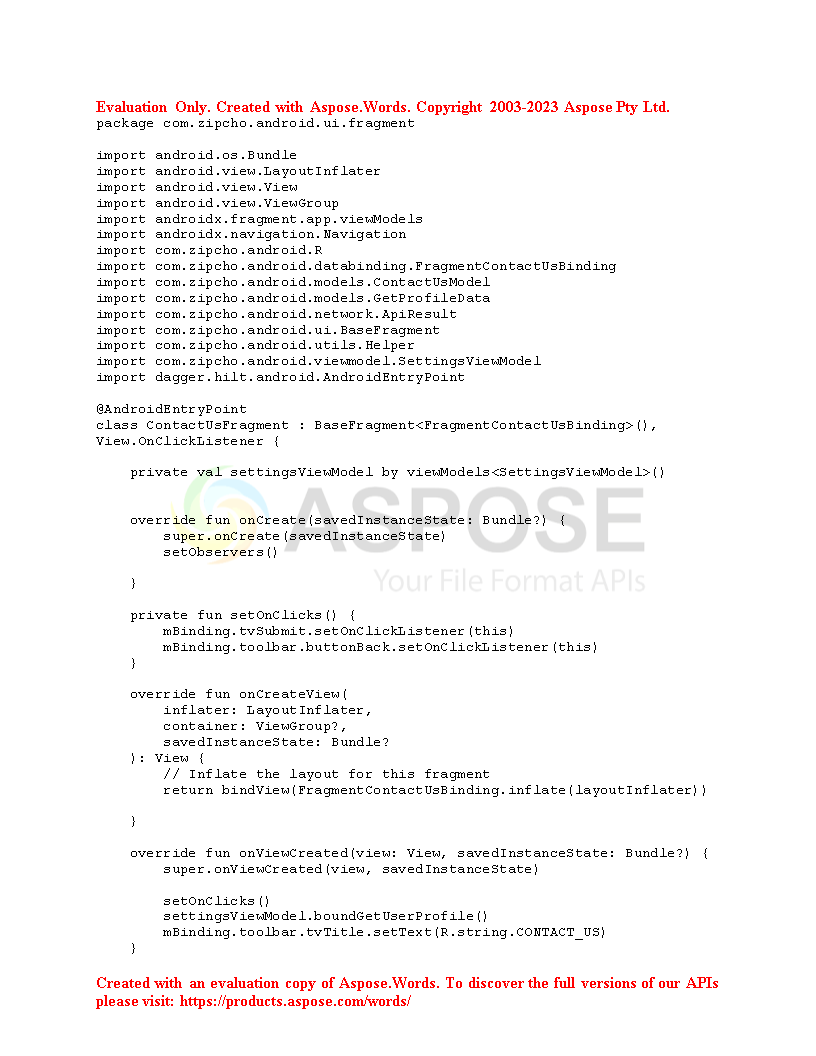 Evaluation Only. Created with Aspose.Words. Copyright 2003-2023 Aspose Pty Ltd.
package com.zipcho.android.ui.fragment
import android.os.Bundle
import android.view.LayoutInflater
import android.view.View
import android.view.ViewGroup
import androidx.fragment.app.viewModels
import androidx.navigation.Navigation
import com.zipcho.android.R
import com.zipcho.android.databinding.FragmentContactUsBinding
import com.zipcho.android.models.ContactUsModel
import com.zipcho.android.models.GetProfileData
import com.zipcho.android.network.ApiResult
import com.zipcho.android.ui.BaseFragment
import com.zipcho.android.utils.Helper
import com.zipcho.android.viewmodel.SettingsViewModel
import dagger.hilt.android.AndroidEntryPoint
@AndroidEntryPoint
class ContactUsFragment : BaseFragment<FragmentContactUsBinding>(),
View.OnClickListener {
    private val settingsViewModel by viewModels<SettingsViewModel>()
    override fun onCreate(savedInstanceState: Bundle?) {
        super.onCreate(savedInstanceState)
        setObservers()
ASPOSE
Your File Format APIs
    }
    private fun setOnClicks() {
        mBinding.tvSubmit.setOnClickListener(this)
        mBinding.toolbar.buttonBack.setOnClickListener(this)
    }
    override fun onCreateView(
        inflater: LayoutInflater,
        container: ViewGroup?,
        savedInstanceState: Bundle?
    ): View {
        // Inflate the layout for this fragment
        return bindView(FragmentContactUsBinding.inflate(layoutInflater))
    }
    override fun onViewCreated(view: View, savedInstanceState: Bundle?) {
        super.onViewCreated(view, savedInstanceState)
        setOnClicks()
        settingsViewModel.boundGetUserProfile()
        mBinding.toolbar.tvTitle.setText(R.string.CONTACT_US)
    }
Created with an evaluation copy of Aspose.Words. To discover the full versions of our APIs
please visit: https://products.aspose.com/words/